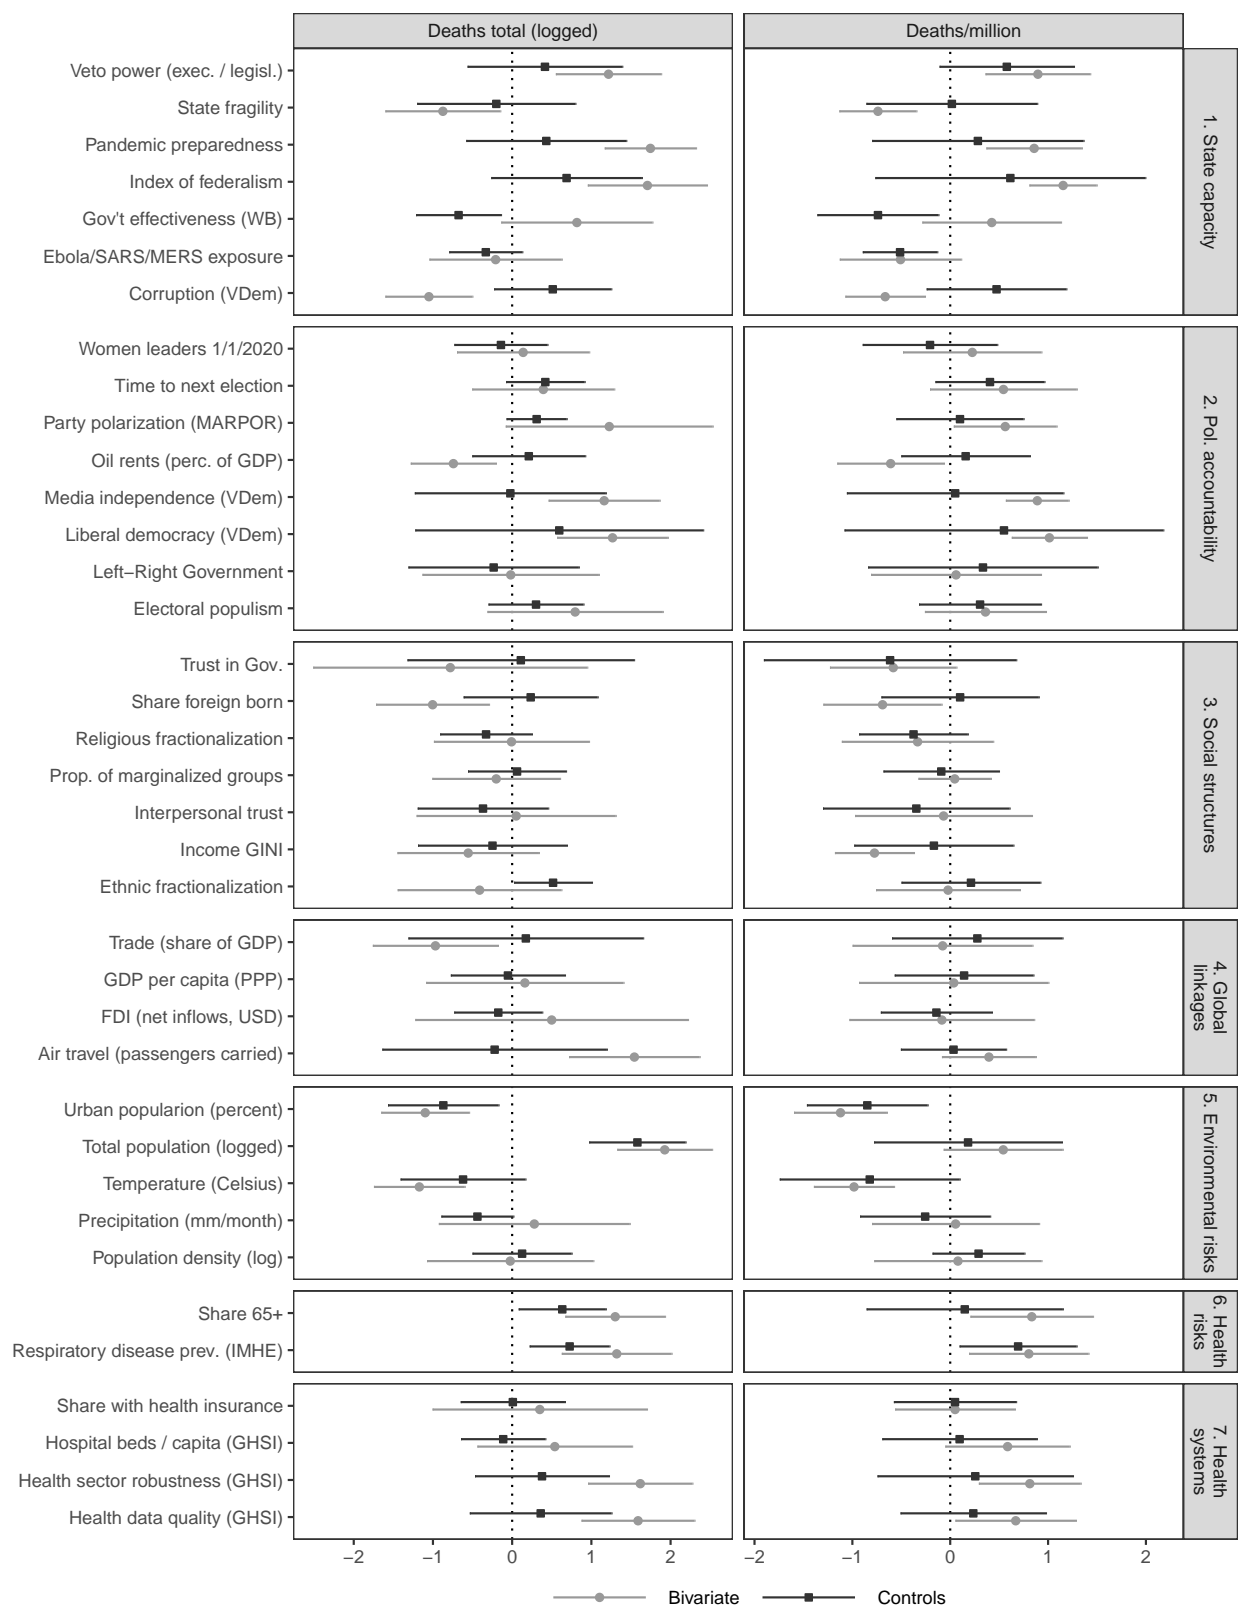 Deaths total (logged)
Deaths/million
Veto power (exec. / legisl.)
State fragility
Pandemic preparedness
Index of federalism
Gov't effectiveness (WB)
Ebola/SARS/MERS exposure
Corruption (VDem)
1. State capacity
Women leaders 1/1/2020
Time to next election
Party polarization (MARPOR)
Oil rents (perc. of GDP)
Media independence (VDem)
Liberal democracy (VDem)
Left−Right Government
Electoral populism
2. Pol. accountability
Trust in Gov.
Share foreign born
Religious fractionalization
Prop. of marginalized groups
Interpersonal trust
Income GINI
Ethnic fractionalization
3. Social structures
Trade (share of GDP)
GDP per capita (PPP)
FDI (net inflows, USD)
Air travel (passengers carried)
4. Global
linkages
Urban popularion (percent)
Total population (logged)
Temperature (Celsius)
Precipitation (mm/month)
Population density (log)
5. Environmental risks
Share 65+
Respiratory disease prev. (IMHE)
6. Health
risks
Share with health insurance
Hospital beds / capita (GHSI)
Health sector robustness (GHSI)
Health data quality (GHSI)
7. Health
systems
−2 −1 0 1 2
−2 −1 0 1 2
Bivariate Controls